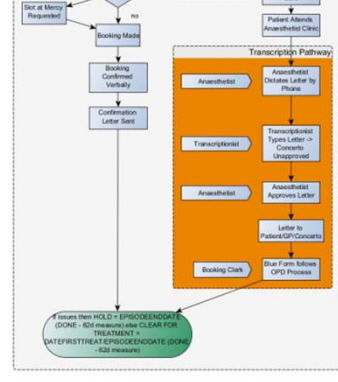 Slot at Mercy
Requested
no
Booking Made
Booking
Confirmed
Verbally
Confirmation
Letter Sent
Patient Attends
Anaesthetist Clinic
Transcription Pathway
Anaesthetist
Anaesthetist
Dictates Letter by
Phone
Transcriptionist
Transcriptionist
Types Letter ->
Concerto
Unapproved
Anaesthetist
Anaesthetist
Approves Letter
Letter to
Patient/GP/Concerto
Booking Clerk
Blue Form follows
OPD Process
If issues then HOLD = EPISODEENDDATE
(DONE - 62d measure) else CLEAR FOR
TREATMENT =
DATEFIRSTTREAT/EPISODEENDDATE (DONE
- 62d measure)